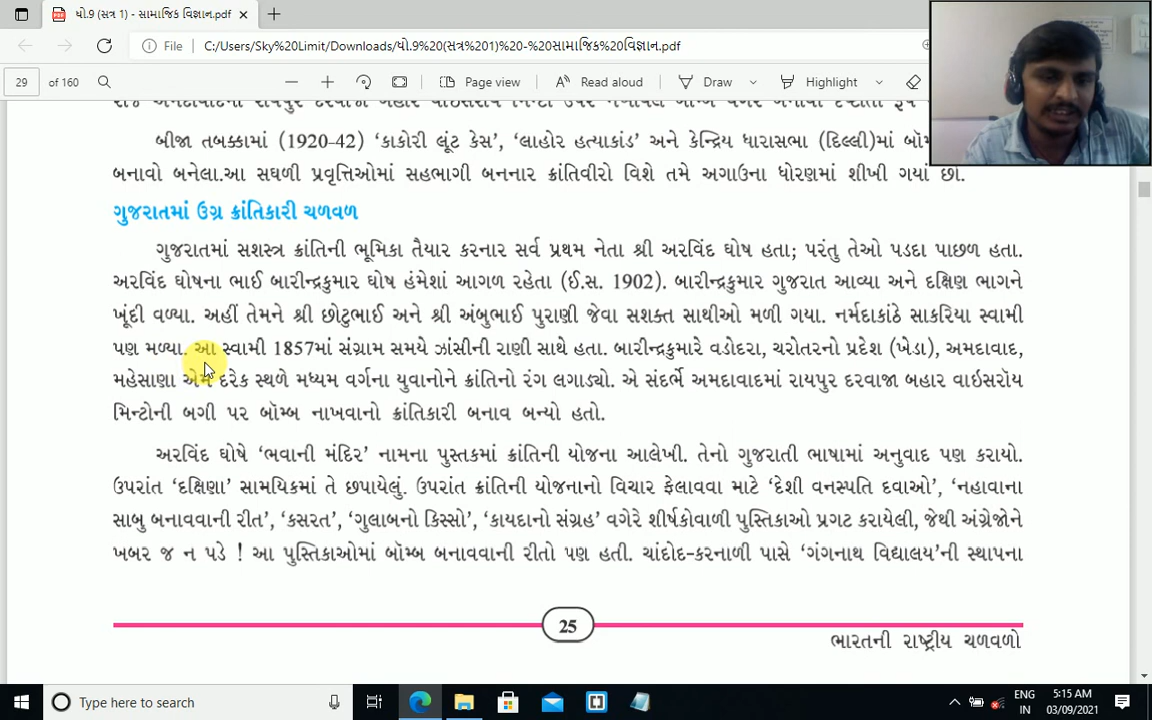 ધો.9 (સત્ર 1) - સામાજિક વિજ્ઞાન.pdf
File C:/Users/Sky%20Limit/Downloads/ધો.9%20(સત્ર%201)%20-%20સામાજિક%20વિજ્ઞાન.pdf
29 of 160 Page view Read aloud Draw Highlight
બીજા તબક્કામાં (1920-42) ‘કાકોરી લૂંટ કેસ’, ‘લાહોર હત્યાકાંડ’ અને કેન્દ્રિય ધારાસભા (દિલ્લી)માં
બનાવો બનેલા.આ સઘળી પ્રવૃત્તિઓમાં સહભાગી બનનાર ક્રાંતિવીરો વિશે તમે અગાઉના ધોરણમાં શીખી ગયાં છો.
ગુજરાતમાં ઉગ્ર ક્રાંતિકારી ચળવળ
ગુજરાતમાં સશસ્ત્ર ક્રાંતિની ભૂમિકા તૈયાર કરનાર સર્વ પ્રથમ નેતા શ્રી અરવિંદ ઘોષ હતા; પરંતુ તેઓ પડદા પાછળ હતા.
અરવિંદ ઘોષના ભાઈ બારીન્દ્રકુમાર ઘોષ હંમેશાં આગળ રહેતા (ઈ.સ. 1902). બારીન્દ્રકુમાર ગુજરાત આવ્યા અને દક્ષિણ ભાગને
ખૂંદી વળ્યા. અહીં તેમને શ્રી છોટુભાઈ અને શ્રી અંબુભાઈ પુરાણી જેવા સશક્ત સાથીઓ મળી ગયા. નર્મદાકાંઠે સાકરિયા સ્વામી
પણ મળ્યા. આ સ્વામી 1857માં સંગ્રામ સમયે ઝાંસીની રાણી સાથે હતા. બારીન્દ્રકુમારે વડોદરા, ચરોતરનો પ્રદેશ (ખેડા), અમદાવાદ,
મહેસાણા એમ દરેક સ્થળે મધ્યમ વર્ગના યુવાનોને ક્રાંતિનો રંગ લગાડ્યો. એ સંદર્ભે અમદાવાદમાં રાયપુર દરવાજા બહાર વાઇસરૉય
મિન્ટોની બગી પર બૉમ્બ નાખવાનો ક્રાંતિકારી બનાવ બન્યો હતો.
અરવિંદ ઘોષે ‘ભવાની મંદિર’ નામના પુસ્તકમાં ક્રાંતિની યોજના આલેખી. તેનો ગુજરાતી ભાષામાં અનુવાદ પણ કરાયો.
ઉપરાંત ‘દક્ષિણા’ સામયિકમાં તે છપાયેલું. ઉપરાંત ક્રાંતિની યોજનાનો વિચાર ફેલાવવા માટે ‘દેશી વનસ્પતિ દવાઓ’, ‘નહાવાના
સાબુ બનાવવાની રીત’, ‘કસરત’, ‘ગુલાબનો કિસ્સો’, ‘કાયદાનો સંગ્રહ’ વગેરે શીર્ષકોવાળી પુસ્તિકાઓ પ્રગટ કરાયેલી, જેથી અંગ્રેજોને
ખબર જ ન પડે ! આ પુસ્તિકાઓમાં બૉમ્બ બનાવવાની રીતો પણ હતી. ચાંદોદ-કરનાળી પાસે ‘ગંગનાથ વિદ્યાલય’ની સ્થાપના
25
ભારતની રાષ્ટ્રીય ચળવળો
Type here to search ENG 5:15 AM
IN 03/09/2021